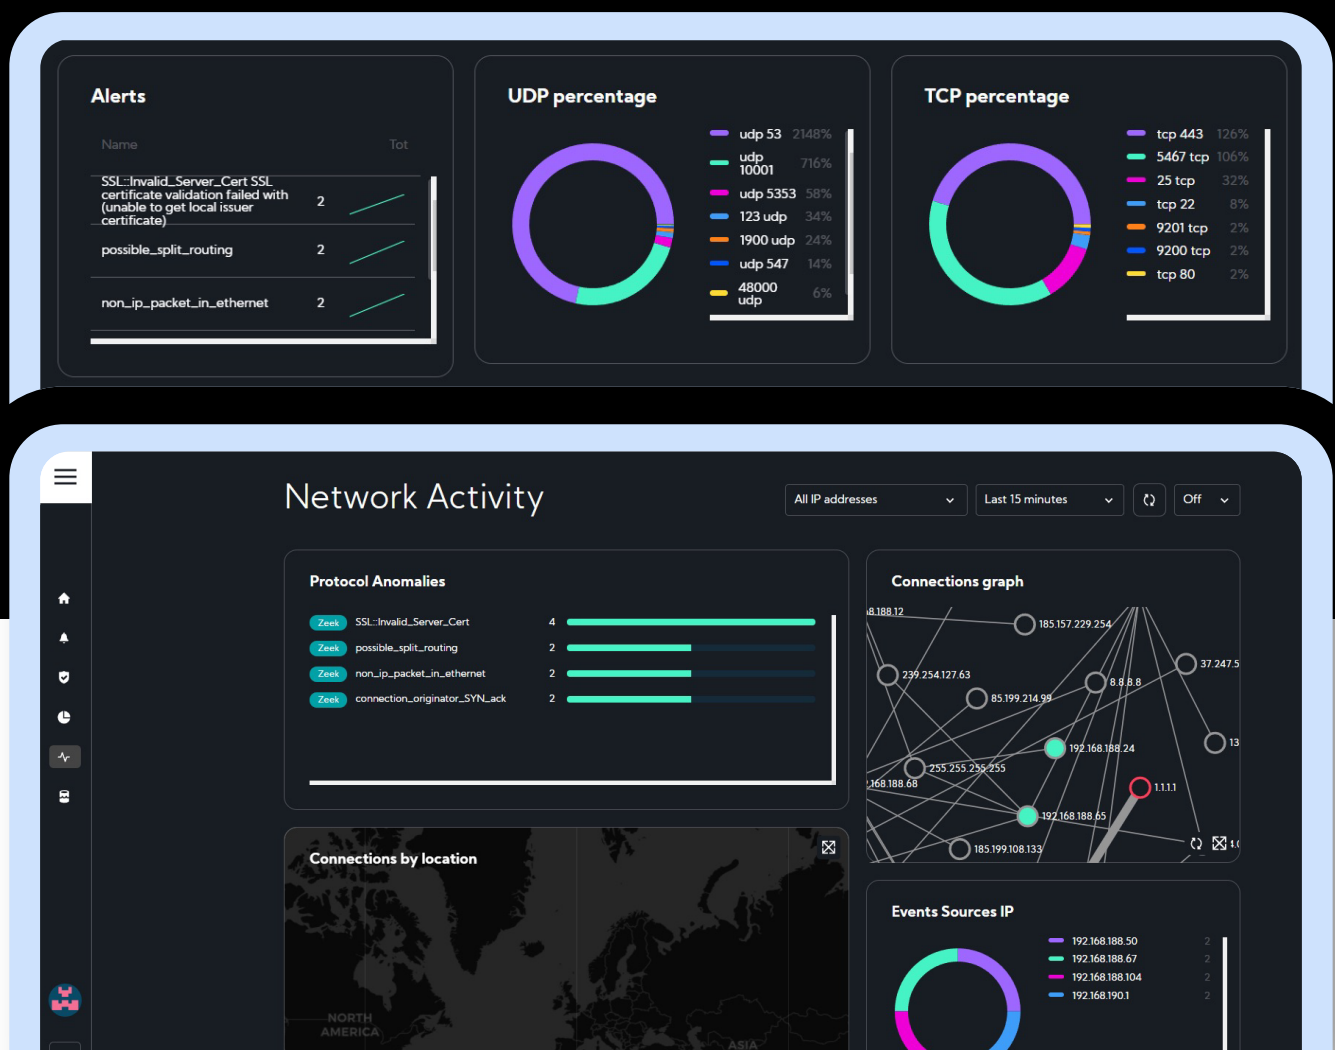 Alerts
Name Tot
SSL::Invalid_Server_Cert SSL
certificate validation failed with
(unable to get local issuer
certificate) 2
possible_split_routing 2
non_ip_packet_in_ethernet 2
UDP percentage
udp 53 2148%
udp
10001 716%
udp 5353 58%
123 udp 34%
1900 udp 24%
udp 547 14%
48000
udp 6%
TCP percentage
tcp 443 126%
5467 tcp 106%
25 tcp 32%
tcp 22 8%
9201 tcp 2%
9200 tcp 2%
tcp 80 2%
Network Activity
All IP addresses
Last 15 minutes
Off
Protocol Anomalies
Zeek SSL::Invalid_Server_Cert 4
Zeek possible_split_routing 2
Zeek non_ip_packet_in_ethernet 2
Zeek connection_originator_SYN_ack 2
Connections graph
8.188.12
185.157.229.254
37.247.5
239.254.127.63
8.8.8.8
85.199.214.99
13
192.168.188.24
255.255.255.255
.168.188.68
1.1.1.1
192.168.188.65
185.199.108.133
Connections by location
NORTH
AMERICA
ASIA
Events Sources IP
192.168.188.50 2
192.168.188.67 2
192.168.188.104 2
192.168.190.1 2